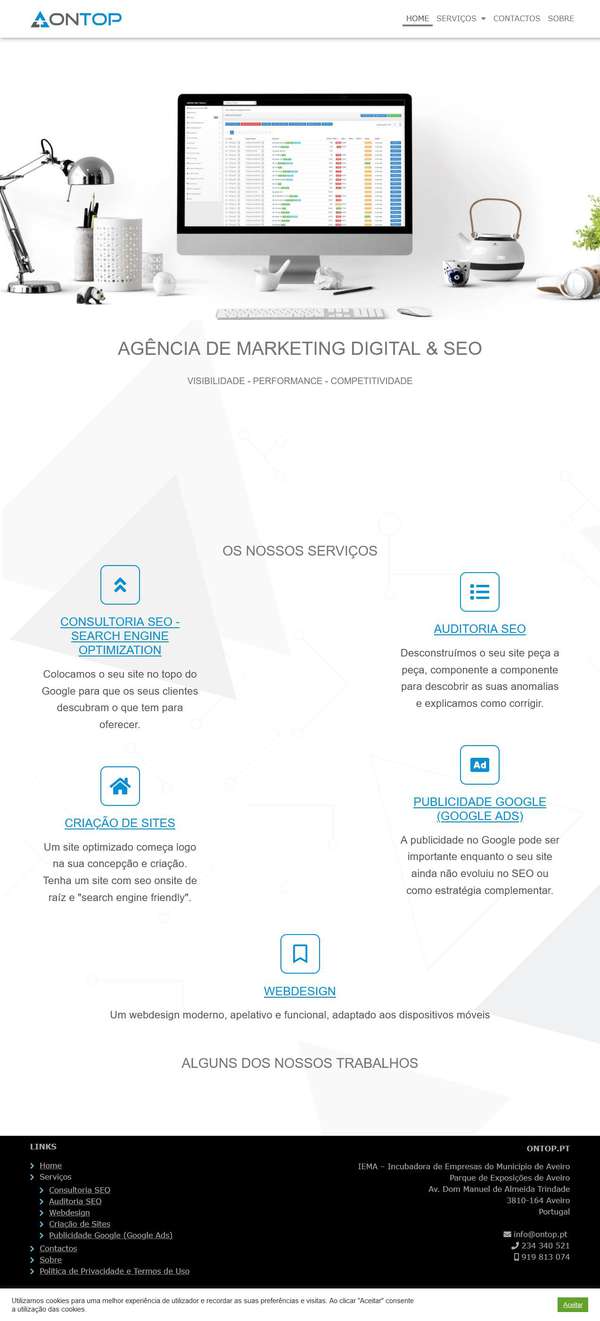 ONTOP
HOME
SERVIÇOS
CONTACTOS
SOBRE
AGÊNCIA DE MARKETING DIGITAL & SEO
VISIBILIDADE - PERFORMANCE - COMPETITIVIDADE
OS NOSSOS SERVIÇOS
CONSULTORIA SEO -
SEARCH ENGINE
OPTIMIZATION
Colocamos o seu site no topo do
Google para que os seus clientes
descubram o que tem para
oferecer.
AUDITORIA SEO
Desconstruímos o seu site peça a
peça, componente a componente
para descobrir as suas anomalias
e explicamos como corrigir.
CRIAÇÃO DE SITES
Um site optimizado começa logo
na sua concepção e criação.
Tenha um site com seo onsite de
raíz e "search engine friendly".
Ad
PUBLICIDADE GOOGLE
(GOOGLE ADS)
A publicidade no Google pode ser
importante enquanto o seu site
ainda não evoluiu no SEO ou
como estratégia complementar.
WEBDESIGN
Um webdesign moderno, apelativo e funcional, adaptado aos dispositivos móveis
ALGUNS DOS NOSSOS TRABALHOS
LINKS
Home
Serviços
Consultoria SEO
Auditoria SEO
Webdesign
Criação de Sites
Publicidade Google (Google Ads)
Contactos
Sobre
Política de Privacidade e Termos de Uso
ONTOP.PT
IEMA – Incubadora de Empresas do Município de Aveiro
Parque de Exposições de Aveiro
Av. Dom Manuel de Almeida Trindade
3810-164 Aveiro
Portugal
info@ontop.pt
234 340 521
919 813 074
Utilizamos cookies para uma melhor experiência de utilizador e recordar as suas preferências e visitas. Ao clicar "Aceitar" consente
a utilização das cookies.
Aceitar